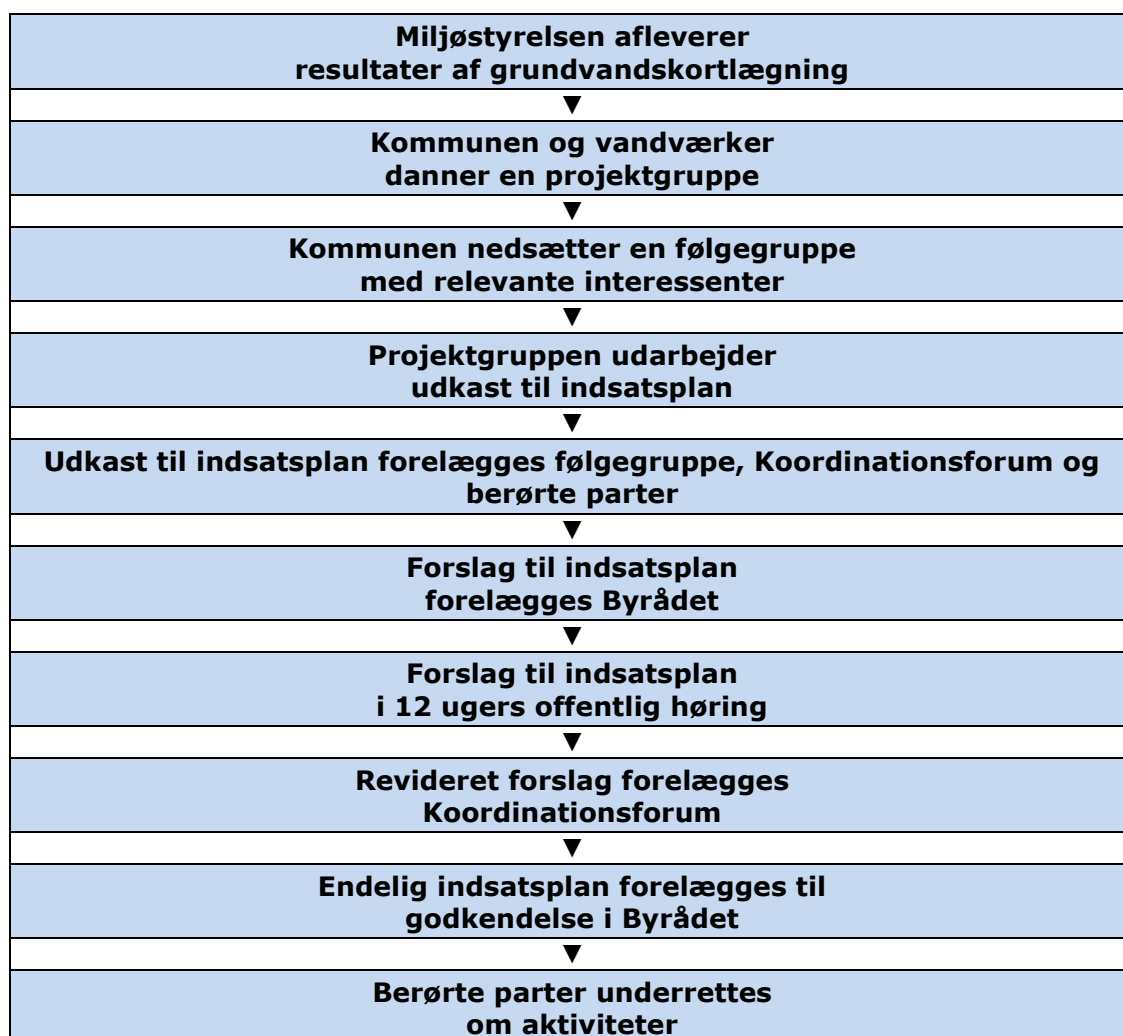 Miljøstyrelsen afleverer
resultater af grundvandskortlægning
▼
Kommunen og vandværker
danner en projektgruppe
▼
Kommunen nedsætter en følgegruppe
med relevante interessenter
▼
Projektgruppen udarbejder
udkast til indsatsplan
▼
Udkast til indsatsplan forelægges følgegruppe, Koordinationsforum og
berørte parter
▼
Forslag til indsatsplan
forelægges Byrådet
▼
Forslag til indsatsplan
i 12 ugers offentlig høring
▼
Revideret forslag forelægges
Koordinationsforum
▼
Endelig indsatsplan forelægges til
godkendelse i Byrådet
▼
Berørte parter underrettes
om aktiviteter